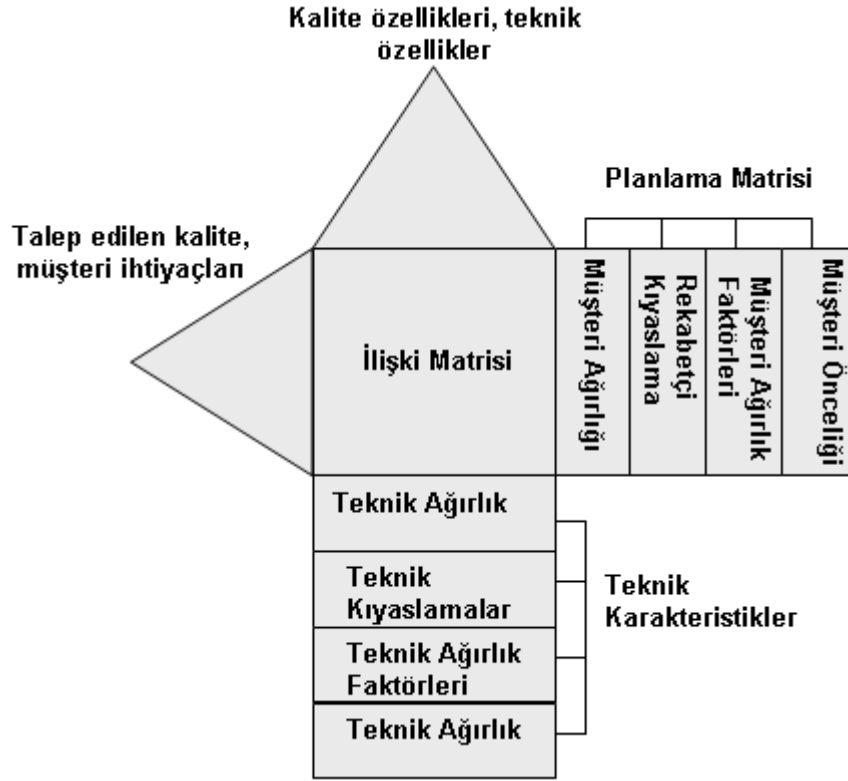 Kalite özellikleri, teknik
özellikler
Planlama Matrisi
Talep edilen kalite,
müşteri ihtiyaçları
İlişki Matrisi
Müşteri Ağırlığı
Rekabetçi
Kıyaslama
Müşteri Ağırlık
Faktörleri
Müşteri Önceliği
Teknik Ağırlık
Teknik
Kıyaslamalar
Teknik Ağırlık
Faktörleri
Teknik Ağırlık
Teknik
Karakteristikler